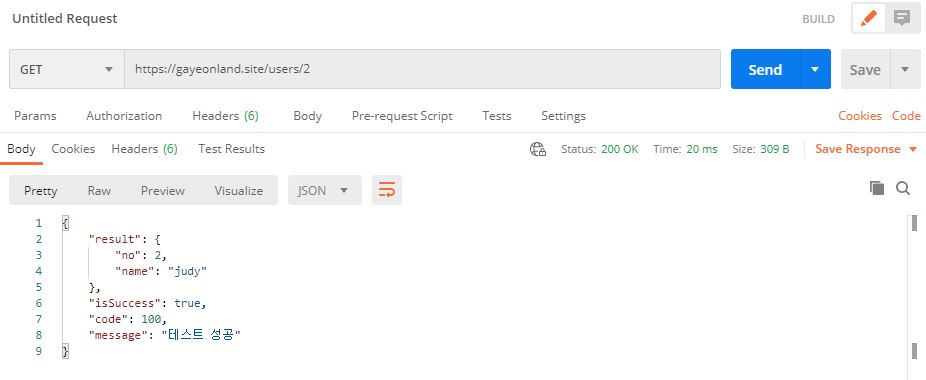 Untitled Request BUILD
GET https://gayeonland.site/users/2 Send Save
Params Authorization Headers (6) Body Pre-request Script Tests Settings Cookies Code
Body Cookies Headers (6) Test Results Status: 200 OK Time: 20 ms Size: 309 B Save Response
Pretty Raw Preview Visualize JSON
1 {
2 "result": {
3 "no": 2,
4 "name": "judy"
5 },
6 "isSuccess": true,
7 "code": 100,
8 "message": "테스트 성공"
9 }